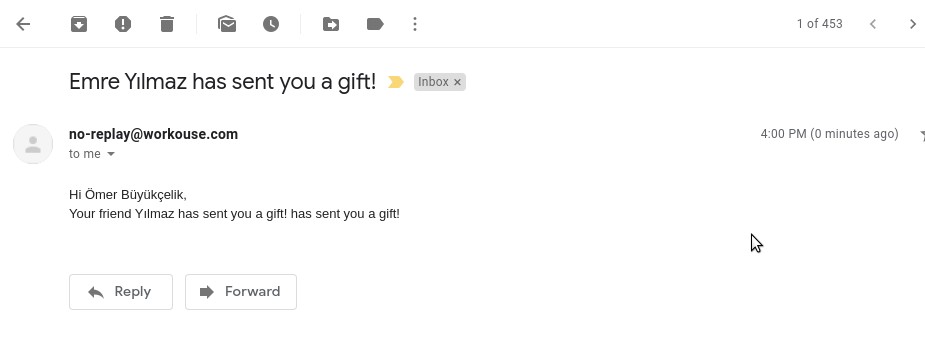 1 of 453
Emre Yılmaz has sent you a gift! Inbox ×
no-replay@workouse.com 4:00 PM (0 minutes ago)
to me
Hi Ömer Büyükçelik,
Your friend Yılmaz has sent you a gift! has sent you a gift!
Reply Forward